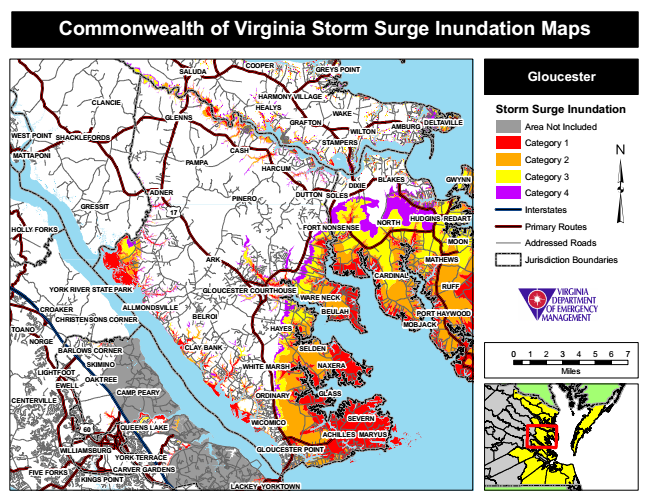 Commonwealth of Virginia Storm Surge Inundation Maps
COOPER
GREYS POINT
SALUDA
HARMONY VILLAGE
CLANCIE
HEALYS
WAKE
GLENNS
GRAFTON
AMBURG
DELTAVILLE
WEST POINT
SHACKLEFORDS
WILTON
STAMPERS
MATTAPONI
CASH
PAMPA
HARCUM
DIXIE
BLAKES
GWYNN
ADNER
DUTTON
SOLES
PINERO
GRESSIT
17
HUDGINS
REDART
NORTH
HOLLY FORKS
FORT NONSENSE
MOON
ARK
MATHEWS
CARDINAL
YORK RIVER STATE PARK
GLOUCESTER COURTHOUSE
RUFF
WARE NECK
ALLMONDSVILLE
CROAKER
BEULAH
PORT HAYWOOD
CHRISTENSONS CORNER
BELROI
MOBJACK
TOANO
HAYES
NORGE
CLAY BANK
SELDEN
BARLOWS CORNER
SKIMINO
WHITE MARSH
NAXERA
LIGHTFOOT
OAKTREE
EWELL
CAMP PEARY
ORDINARY
GLASS
CENTERVILLE
SEVERN
60
QUEENS LAKE
WICOMICO
ACHILLES
MARYUS
WILLIAMSBURG
GLOUCESTER POINT
YORK TERRACE
FIVE FORKS
CARVER GARDENS
KINGS POINT
LACKEY
YORKTOWN
Gloucester
Storm Surge Inundation
Area Not Included
Category 1
Category 2
Category 3
Category 4
Interstates
Primary Routes
Addressed Roads
Jurisdiction Boundaries
N
VIRGINIA
DEPARTMENT
OF EMERGENCY
MANAGEMENT
0 1 2 3 4 5 6 7
Miles